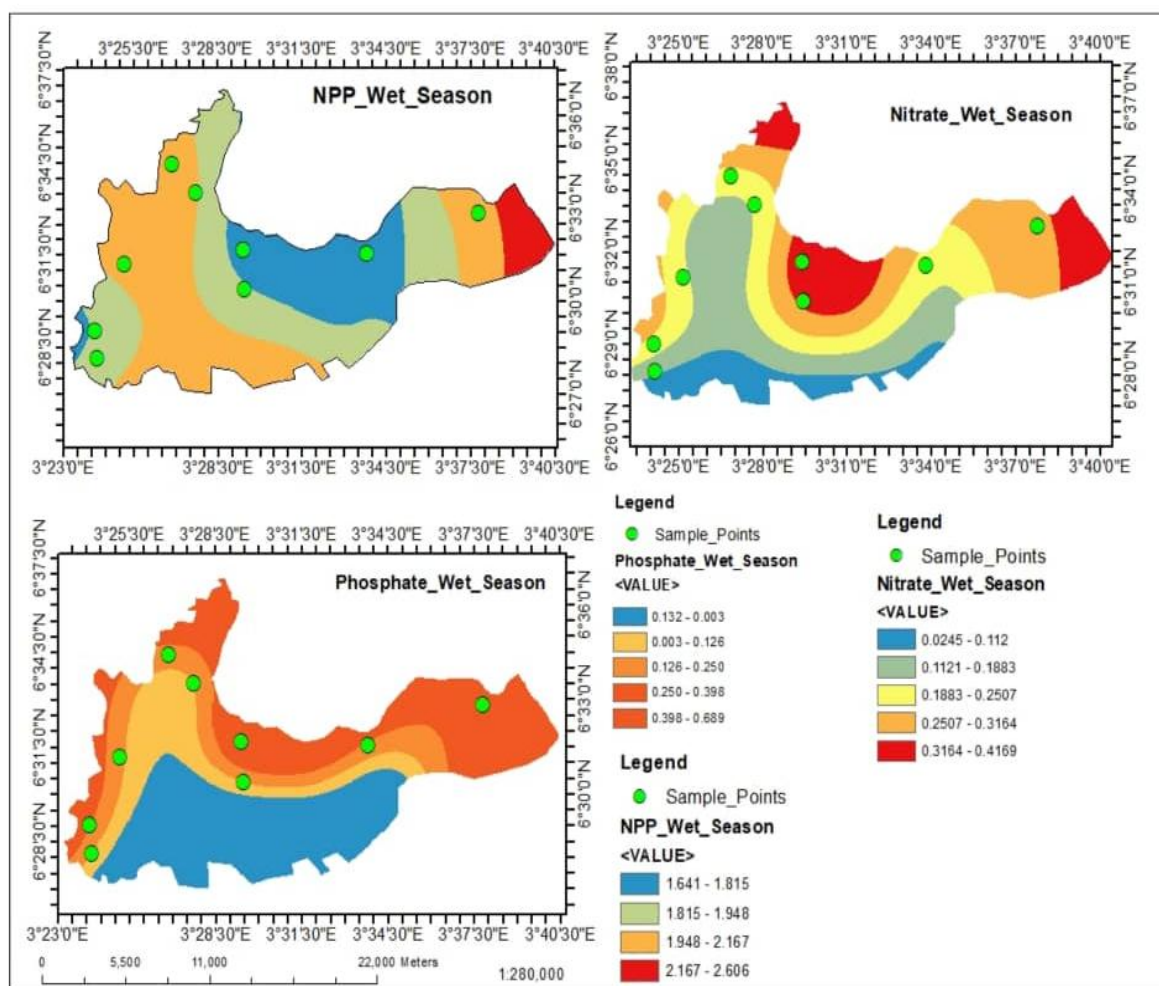 3°25'30"E 3°28'30"E 3°31'30"E 3°34'30"E 3°37'30"E 3°40'30"E
NPP_Wet_Season
6°37'30"N
6°34'30"N
6°31'30"N
6°28'30"N
6°36'0"N
6°33'0"N
6°30'0"N
6°27'0"N
3°23'0"E 3°28'30"E 3°31'30"E 3°34'30"E 3°37'30"E 3°40'30"E
3°25'0"E 3°28'0"E 3°31'0"E 3°34'0"E 3°37'0"E 3°40'0"E
Nitrate_Wet_Season
6°38'0"N
6°35'0"N
6°32'0"N
6°29'0"N
6°26'0"N
6°37'0"N
6°34'0"N
6°31'0"N
6°28'0"N
3°25'0"E 3°28'0"E 3°31'0"E 3°34'0"E 3°37'0"E 3°40'0"E
3°25'30"E 3°28'30"E 3°31'30"E 3°34'30"E 3°37'30"E 3°40'30"E
Phosphate_Wet_Season
6°37'30"N
6°34'30"N
6°31'30"N
6°28'30"N
6°36'0"N
6°33'0"N
6°30'0"N
3°23'0"E 3°28'30"E 3°31'30"E 3°34'30"E 3°37'30"E 3°40'30"E
0 5,500 11,000 22,000 Meters
1:280,000
Legend
Sample_Points
Phosphate_Wet_Season
<VALUE>
0.132 - 0.003
0.003 - 0.126
0.126 - 0.250
0.250 - 0.398
0.398 - 0.689
Legend
Sample_Points
NPP_Wet_Season
<VALUE>
1.641 - 1.815
1.815 - 1.948
1.948 - 2.167
2.167 - 2.606
Legend
Sample_Points
Nitrate_Wet_Season
<VALUE>
0.0245 - 0.112
0.1121 - 0.1883
0.1883 - 0.2507
0.2507 - 0.3164
0.3164 - 0.4169